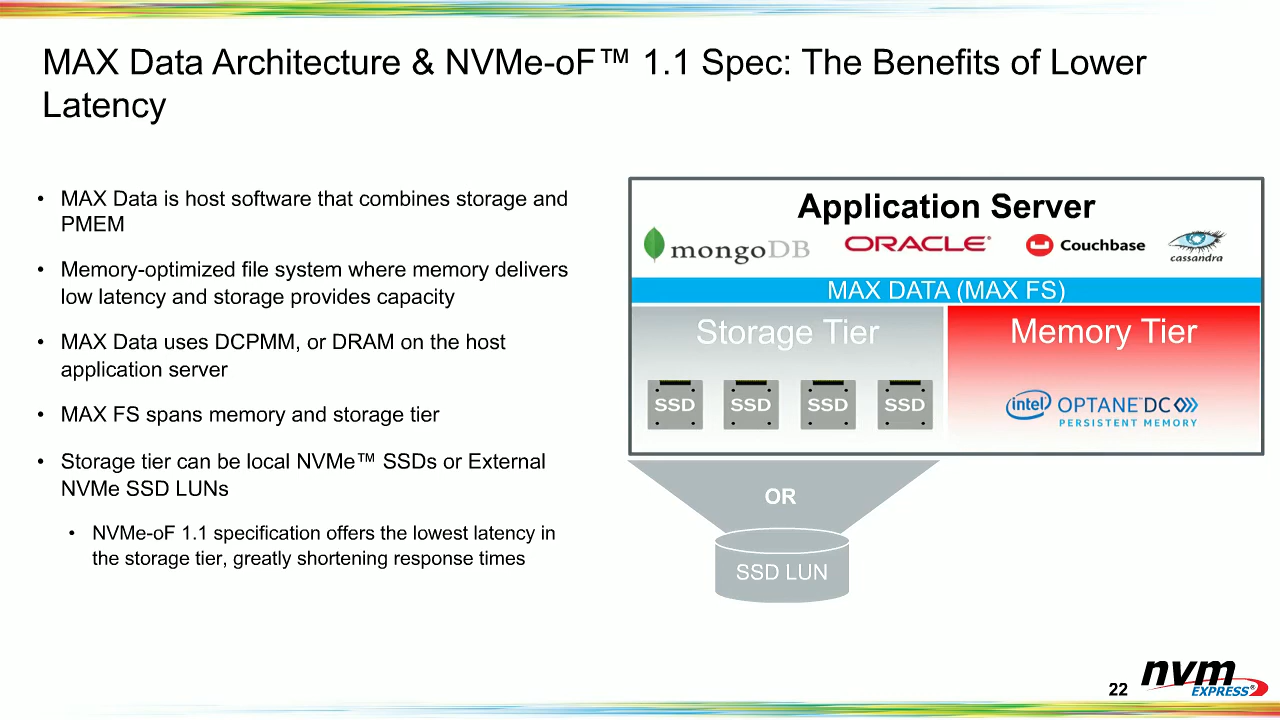 MAX Data Architecture & NVMe-oF™ 1.1 Spec: The Benefits of Lower
Latency
• MAX Data is host software that combines storage and
PMEM
• Memory-optimized file system where memory delivers
low latency and storage provides capacity
• MAX Data uses DCPMM, or DRAM on the host
application server
• MAX FS spans memory and storage tier
• Storage tier can be local NVMe™ SSDs or External
NVMe SSD LUNs
• NVMe-oF 1.1 specification offers the lowest latency in
the storage tier, greatly shortening response times
Application Server
mongoDB ORACLE® Couchbase cassandra
MAX DATA (MAX FS)
Storage Tier Memory Tier
SSD SSD SSD SSD
intel OPTANE™ DC
PERSISTENT MEMORY
OR
SSD LUN
22
nvm
EXPRESS®